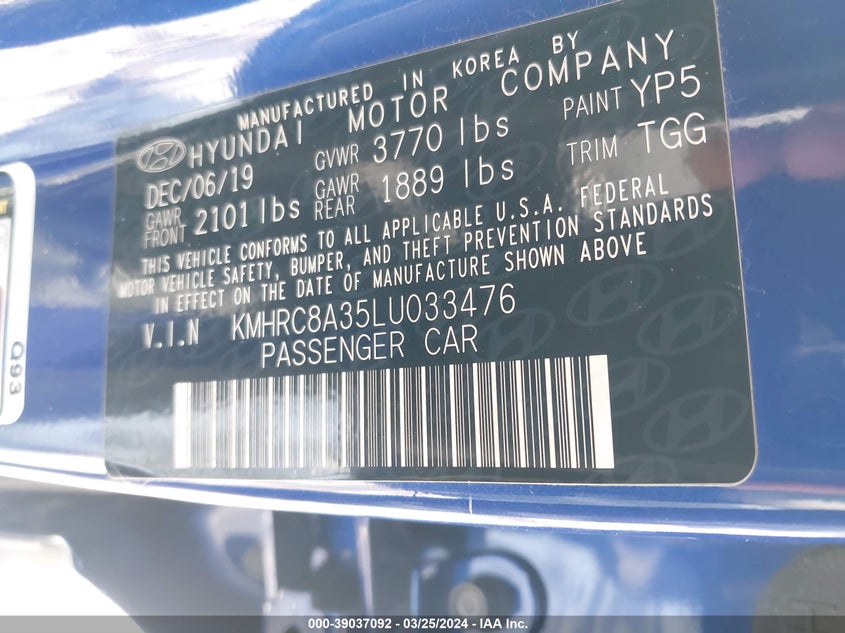 MANUFACTURED IN KOREA BY
HYUNDAI MOTOR COMPANY
DEC/06/19 GVWR 3770 lbs PAINT YP5
GAWR FRONT 2101 lbs GAWR REAR 1889 lbs TRIM TGG
THIS VEHICLE CONFORMS TO ALL APPLICABLE U.S.A. FEDERAL
MOTOR VEHICLE SAFETY, BUMPER, AND THEFT PREVENTION STANDARDS
IN EFFECT ON THE DATE OF MANUFACTURE SHOWN ABOVE
V.I.N KMHRC8A35LU033476
PASSENGER CAR
Q93
000-39037092 - 03/25/2024 - IAA Inc.